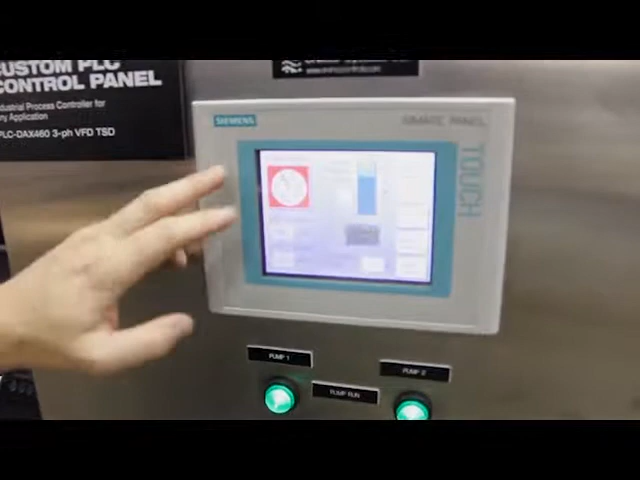 CUSTOM PLC
CONTROL PANEL
Industrial Process Controller for
Any Application
PLC-DAX460 3-ph VFD TSD
SIEMENS
SIMATIC PANEL
TOUCH
PUMP 1
PUMP 2
PUMP RUN